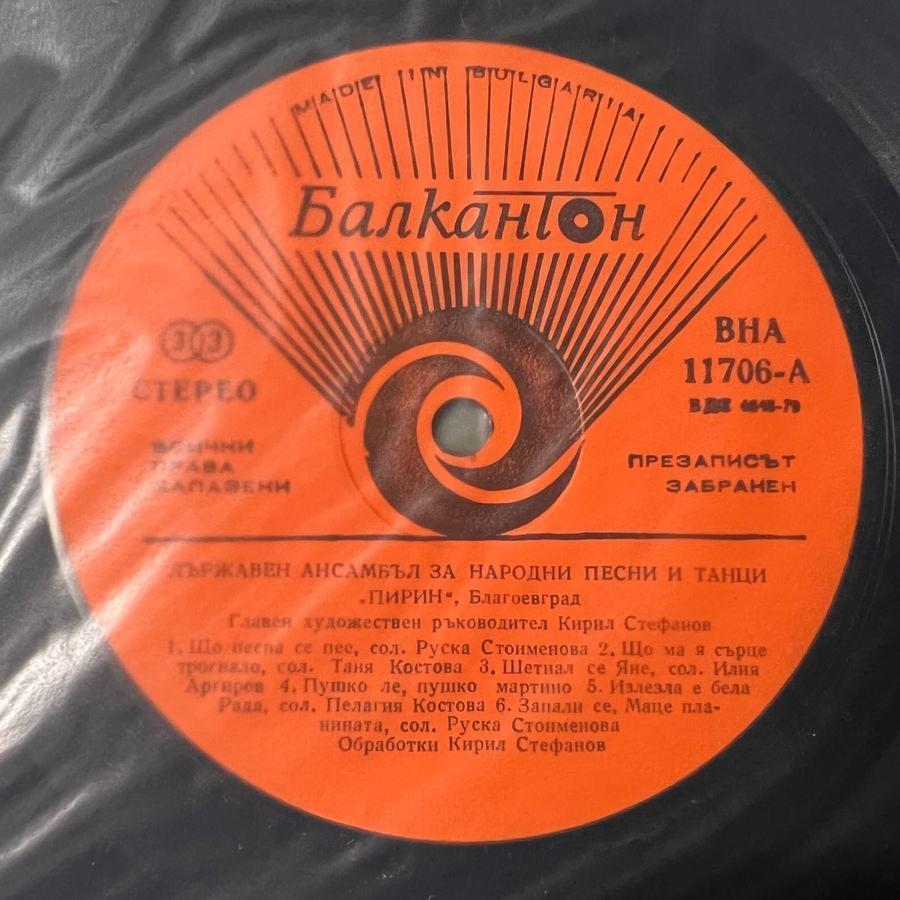 MADE IN BULGARIA
Балкантон
33
СТЕРЕО
ВСИЧКИ
ПРАВА
ЗАПАЗЕНИ
ВНА
11706-А
ПРЕЗАПИСЪТ
ЗАБРАНЕН
ДЪРЖАВЕН АНСАМБЪЛ ЗА НАРОДНИ ПЕСНИ И ТАНЦИ
„ПИРИН“, Благоевград
Главен художествен ръководител Кирил Стефанов
1. Що песна се пее, сол. Руска Стоименова 2. Що ма я сърце
трогнало, сол. Таня Костова 3. Шетнал се Яне, сол. Илия
Аргиров 4. Пушко ле, пушко мартино 5. Излезла е бела
Рада, сол. Пелагия Костова 6. Запали се, Маце пла-
нината, сол. Руска Стоименова
Обработки Кирил Стефанов